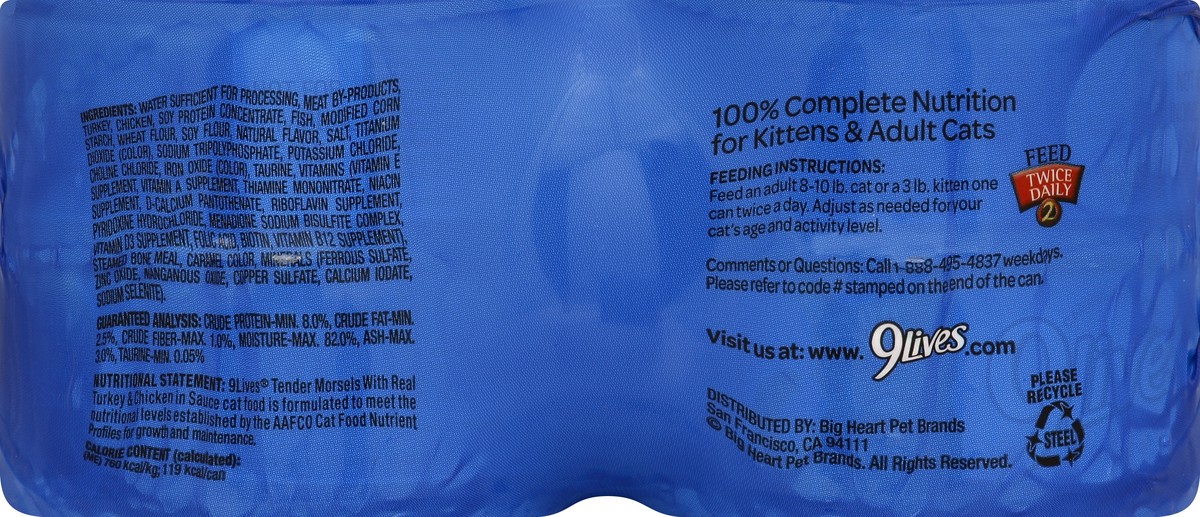 INGREDIENTS: WATER SUFFICIENT FOR PROCESSING, MEAT BY-PRODUCTS,
TURKEY, CHICKEN, SOY PROTEIN CONCENTRATE, FISH, MODIFIED CORN
STARCH, WHEAT FLOUR, SOY FLOUR, NATURAL FLAVOR, SALT, TITANIUM
DIOXIDE (COLOR), SODIUM TRIPOLYPHOSPHATE, POTASSIUM CHLORIDE,
CHOLINE CHLORIDE, IRON OXIDE (COLOR), TAURINE, VITAMINS (VITAMIN E
SUPPLEMENT, VITAMIN A SUPPLEMENT, THIAMINE MONONITRATE, NIACIN
SUPPLEMENT, D-CALCIUM PANTOTHENATE, RIBOFLAVIN SUPPLEMENT,
PYRIDOXINE HYDROCHLORIDE, MENADIONE SODIUM BISULFITE COMPLEX,
VITAMIN D3 SUPPLEMENT, FOLIC ACID, BIOTIN, VITAMIN B12 SUPPLEMENT),
STEAMED BONE MEAL, CARAMEL COLOR, MINERALS (FERROUS SULFATE,
ZINC OXIDE, MANGANOUS OXIDE, COPPER SULFATE, CALCIUM IODATE,
SODIUM SELENITE).
GUARANTEED ANALYSIS: CRUDE PROTEIN-MIN. 8.0%, CRUDE FAT-MIN.
2.5%, CRUDE FIBER-MAX. 1.0%, MOISTURE-MAX. 82.0%, ASH-MAX.
3.0%, TAURINE-MIN. 0.05%
NUTRITIONAL STATEMENT: 9Lives® Tender Morsels With Real
Turkey & Chicken in Sauce cat food is formulated to meet the
nutritional levels established by the AAFCO Cat Food Nutrient
Profiles for growth and maintenance.
CALORIE CONTENT (calculated):
(ME) 760 kcal/kg; 119 kcal/can
100% Complete Nutrition
for Kittens & Adult Cats
FEEDING INSTRUCTIONS:
Feed an adult 8-10 lb. cat or a 3 lb. kitten one
can twice a day. Adjust as needed for your
cat's age and activity level.
FEED
TWICE
DAILY
2
Comments or Questions: Call 1-888-495-4837 weekdays.
Please refer to code # stamped on the end of the can.
Visit us at: www. 9Lives .com
DISTRIBUTED BY: Big Heart Pet Brands
San Francisco, CA 94111
© Big Heart Pet Brands. All Rights Reserved.
PLEASE
RECYCLE
STEEL